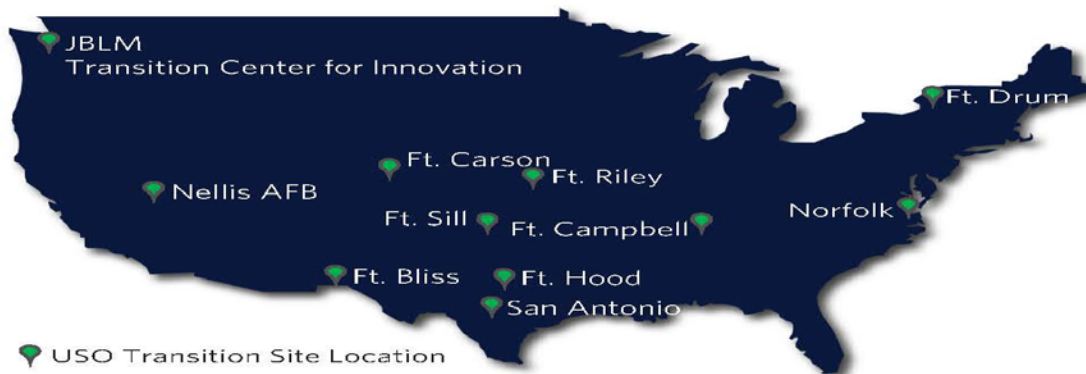 JBLM
Transition Center for Innovation
Ft. Drum
Ft. Carson
Ft. Riley
Nellis AFB
Norfolk
Ft. Sill
Ft. Campbell
Ft. Bliss
Ft. Hood
San Antonio
USO Transition Site Location